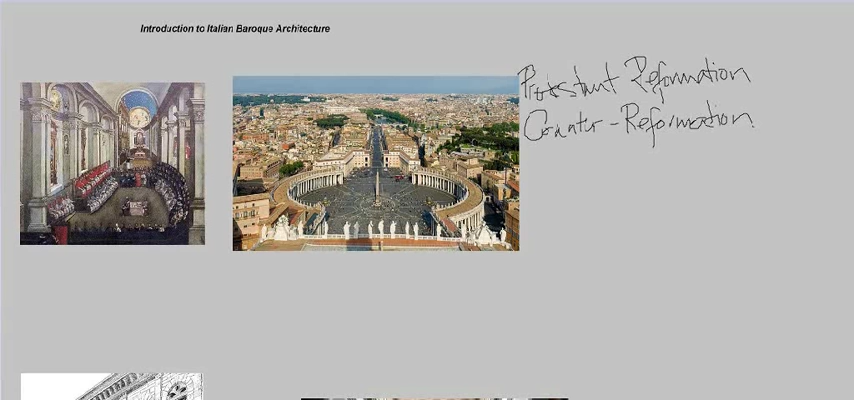 Introduction to Italian Baroque Architecture
Protestant Reformation
Counter-Reformation.